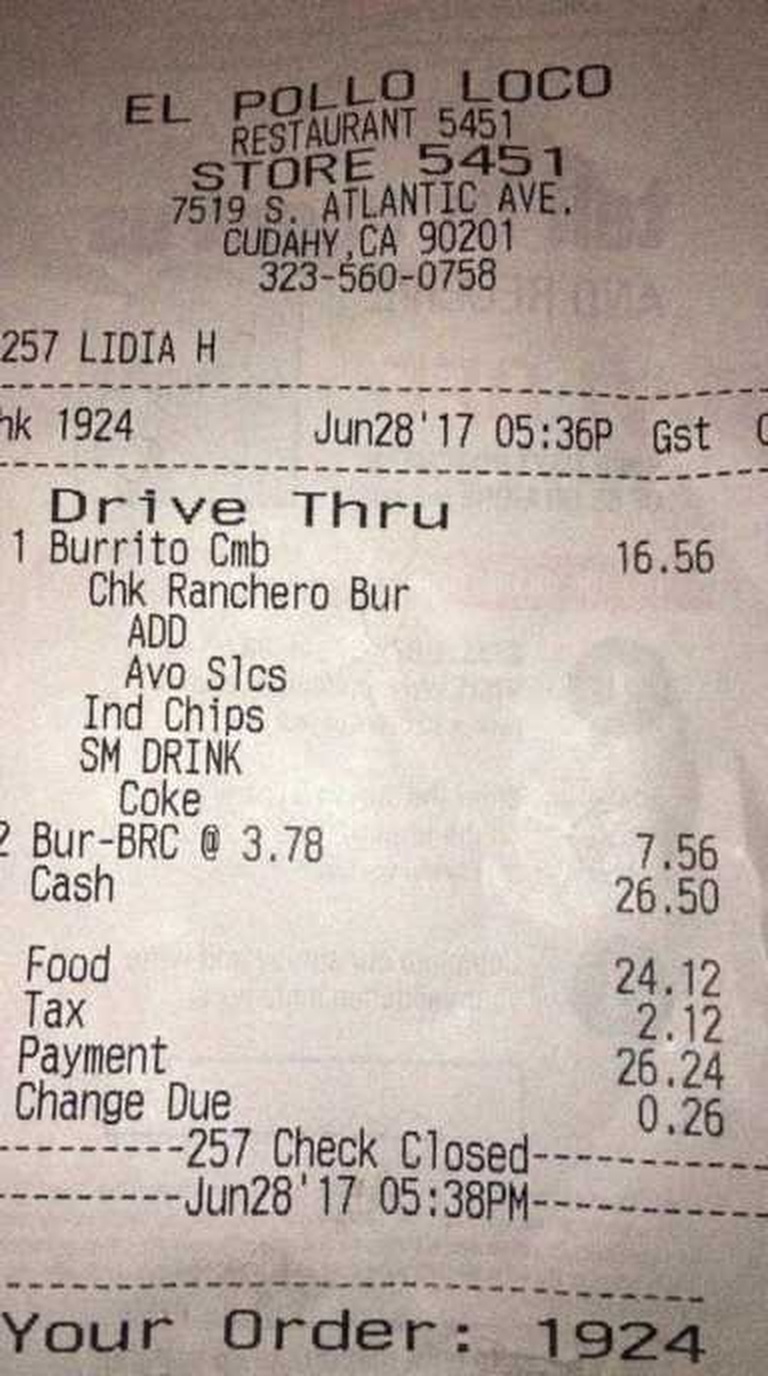 EL POLLO LOCO
RESTAURANT 5451
STORE 5451
7519 S. ATLANTIC AVE.
CUDAHY,CA 90201
323-560-0758
257 LIDIA H
hk 1924 Jun28'17 05:36P Gst
Drive Thru
1 Burrito Cmb 16.56
Chk Ranchero Bur
ADD
Avo Slcs
Ind Chips
SM DRINK
Coke
2 Bur-BRC @ 3.78 7.56
Cash 26.50
Food 24.12
Tax 2.12
Payment 26.24
Change Due 0.26
---------257 Check Closed-----------
---------Jun28'17 05:38PM-----------
Your Order: 1924